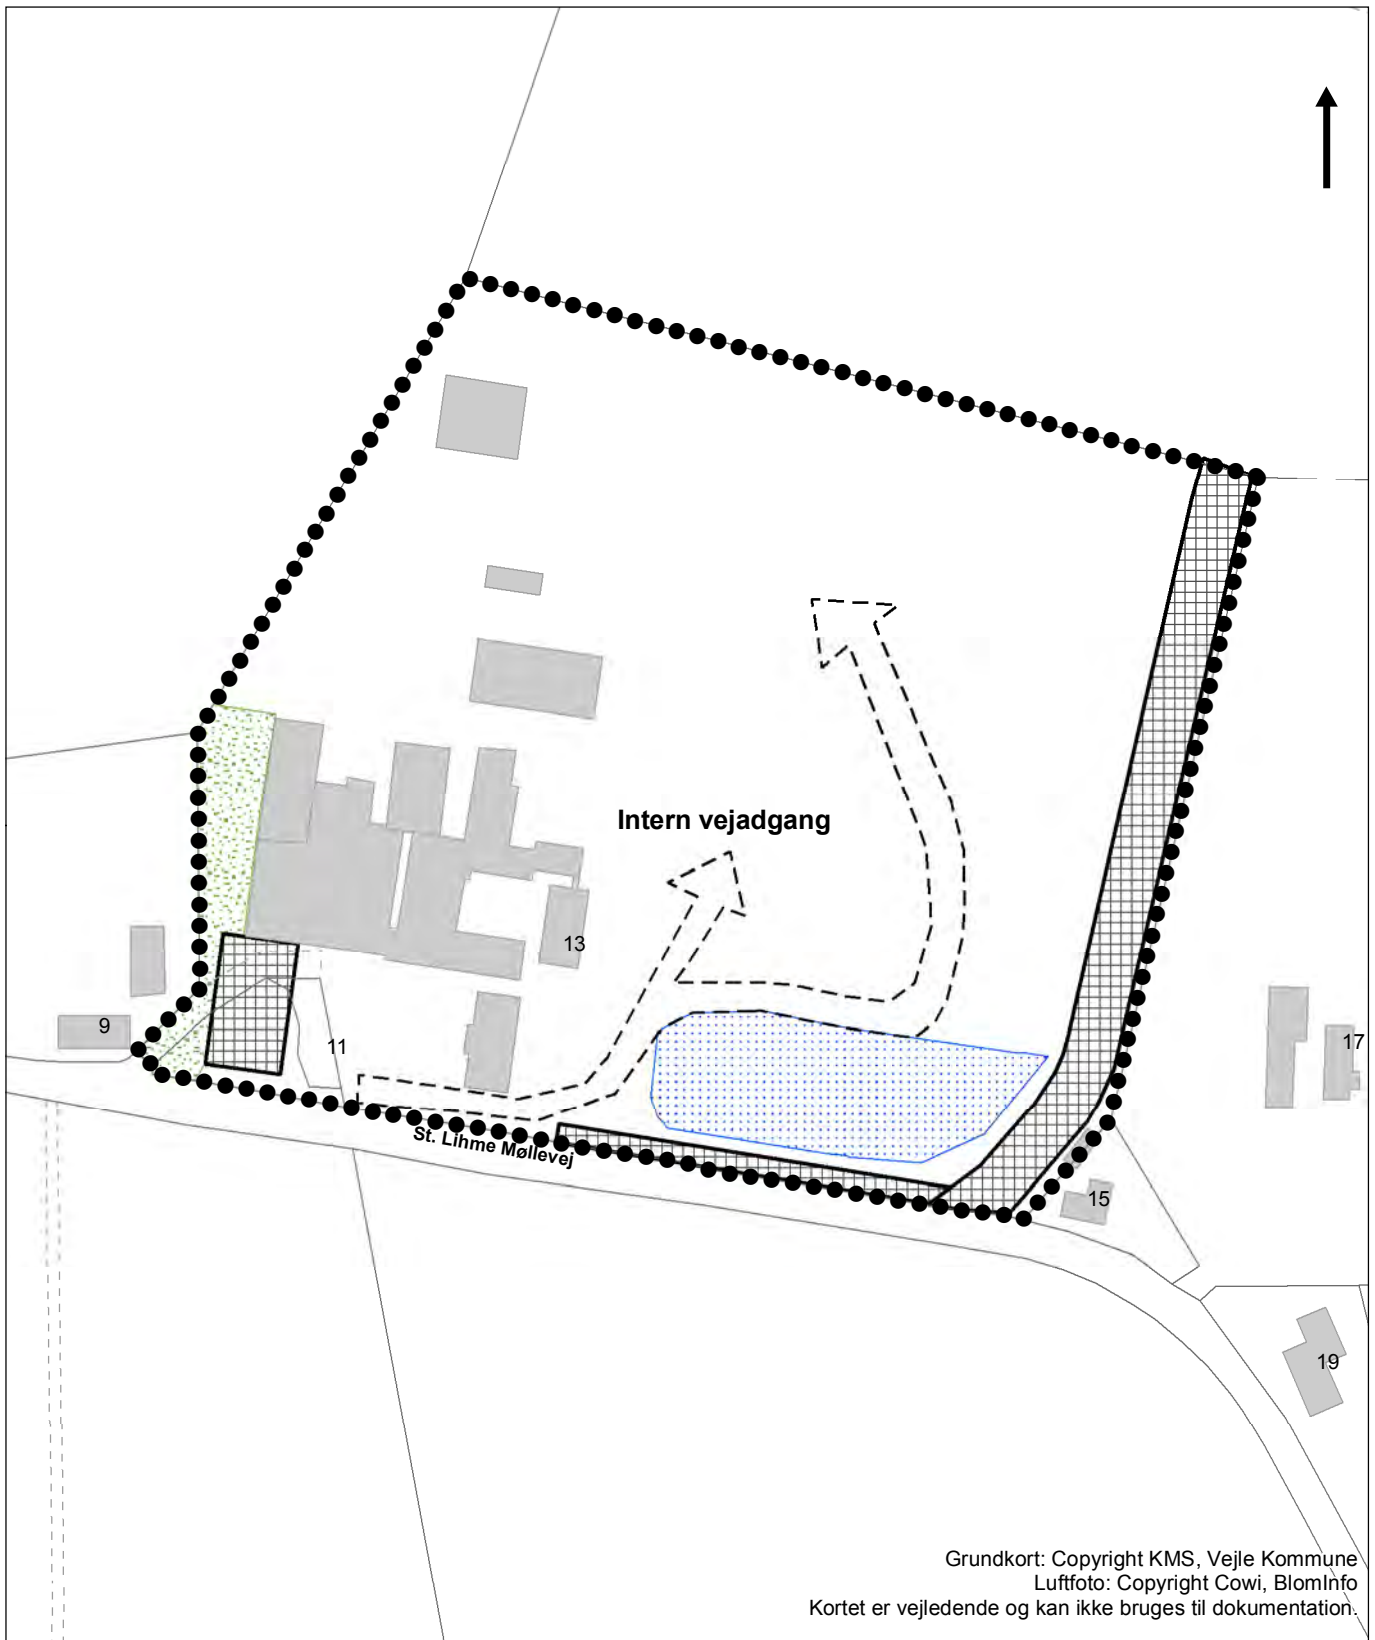 Intern vejadgang
13
9
11
17
St. Lihme Møllevej
15
19
Grundkort: Copyright KMS, Vejle Kommune
Luftfoto: Copyright Cowi, BlomInfo
Kortet er vejledende og kan ikke bruges til dokumentation.